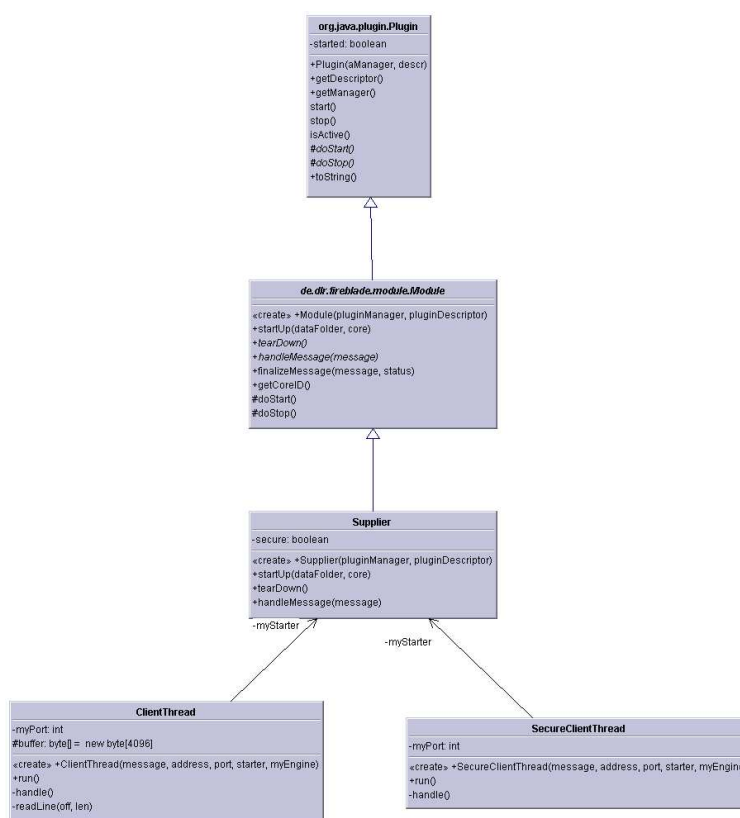 org.java.plugin.Plugin
-started: boolean
+Plugin(aManager, descr)
+getDescriptor()
+getManager()
start()
stop()
isActive()
#doStart()
#doStop()
+toString()
de.dlr.fireblade.module.Module
«create» +Module(pluginManager, pluginDescriptor)
+startUp(dataFolder, core)
+tearDown()
+handleMessage(message)
+finalizeMessage(message, status)
+getCoreID()
#doStart()
#doStop()
Supplier
-secure: boolean
«create» +Supplier(pluginManager, pluginDescriptor)
+startUp(dataFolder, core)
+tearDown()
+handleMessage(message)
-myStarter
-myStarter
ClientThread
-myPort: int
#buffer: byte[] = new byte[4096]
«create» +ClientThread(message, address, port, starter, myEngine)
+run()
-handle()
-readLine(off, len)
SecureClientThread
-myPort: int
«create» +SecureClientThread(message, address, port, starter, myEngine)
+run()
-handle()